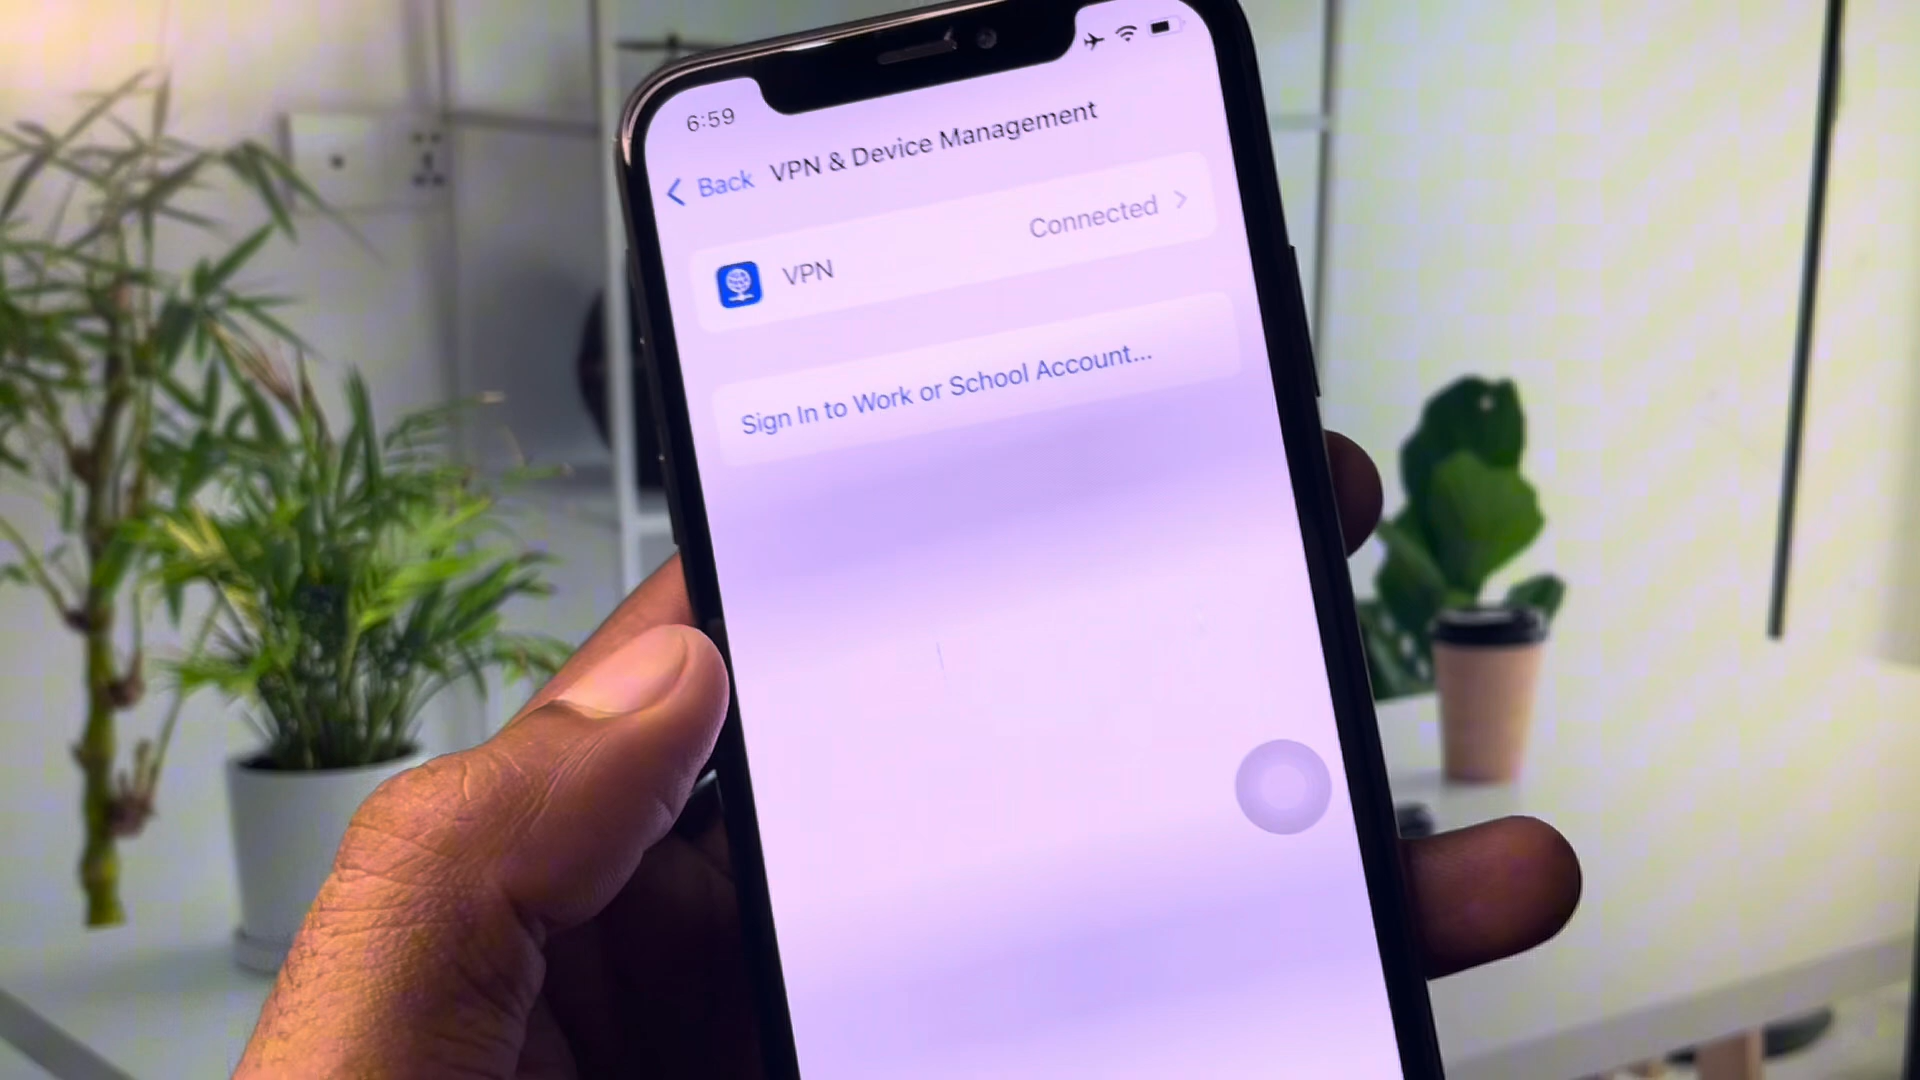 6:59
Back VPN & Device Management
VPN Connected
Sign In to Work or School Account...